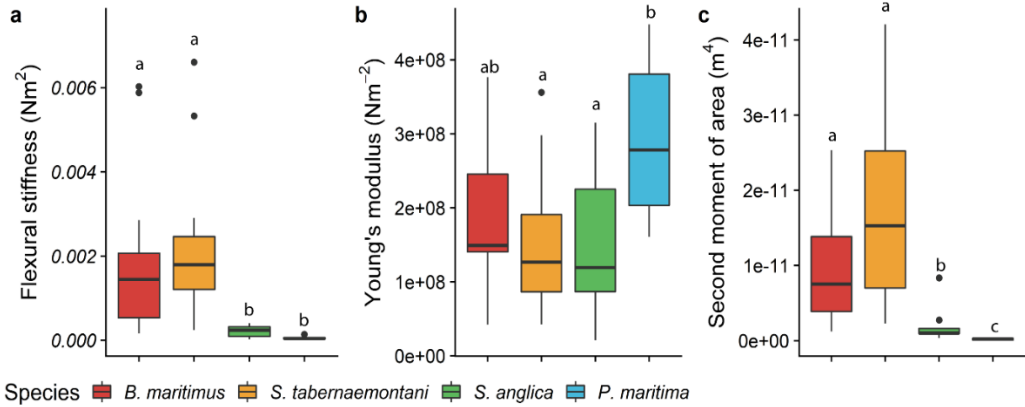 a
Flexural stiffness (Nm²)
0.006
0.004
0.002
0.000
a
a
b
b
b
Young's modulus (Nm⁻²)
4e+08
3e+08
2e+08
1e+08
0e+00
ab
a
a
b
c
Second moment of area (m⁴)
4e-11
3e-11
2e-11
1e-11
0e+00
a
a
b
c
Species B. maritimus S. tabernaemontani S. anglica P. maritima